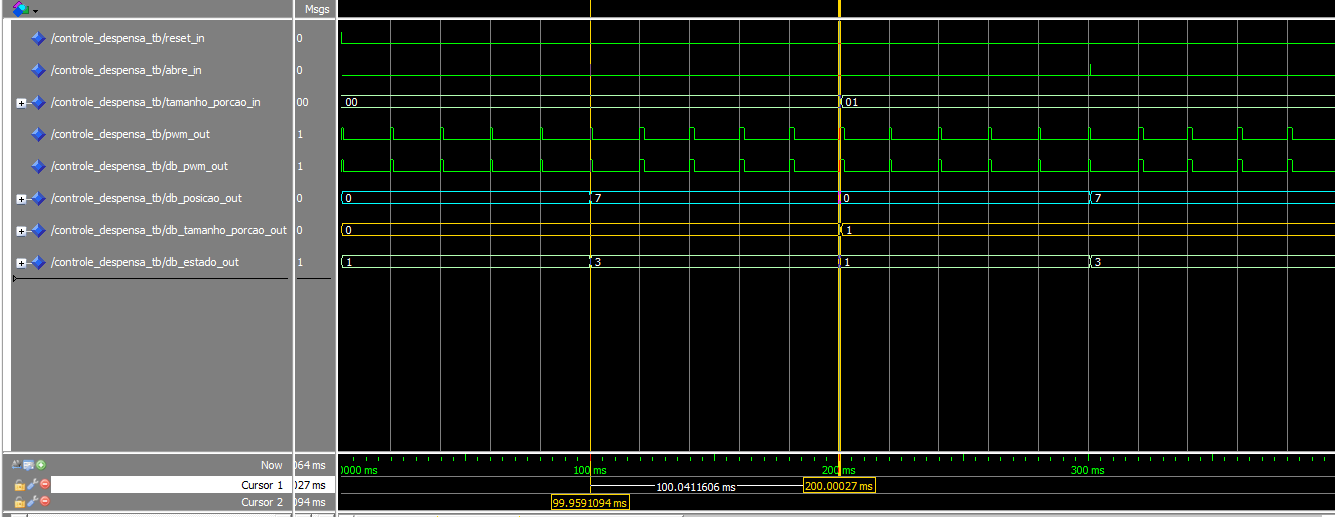 Msgs
/controle_despensa_tb/reset_in 0
/controle_despensa_tb/abre_in 0
/controle_despensa_tb/tamanho_porcao_in 00 00 01
/controle_despensa_tb/pwm_out 1
/controle_despensa_tb/db_pwm_out 1
/controle_despensa_tb/db_posicao_out 0 0 7 0 7
/controle_despensa_tb/db_tamanho_porcao_out 0 0 1
/controle_despensa_tb/db_estado_out 1 1 3 1 3
Now 064 ms 0000 ms 100 ms 200 ms 300 ms
Cursor 1 027 ms 100.0411606 ms 200.00027 ms
Cursor 2 094 ms 99.9591094 ms